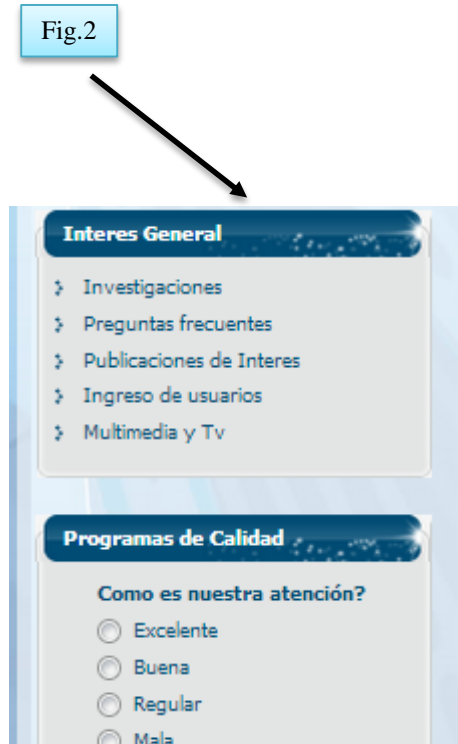 Fig.2
Interes General
Investigaciones
Preguntas frecuentes
Publicaciones de Interes
Ingreso de usuarios
Multimedia y Tv
Programas de Calidad
Como es nuestra atención?
Excelente
Buena
Regular
Mala